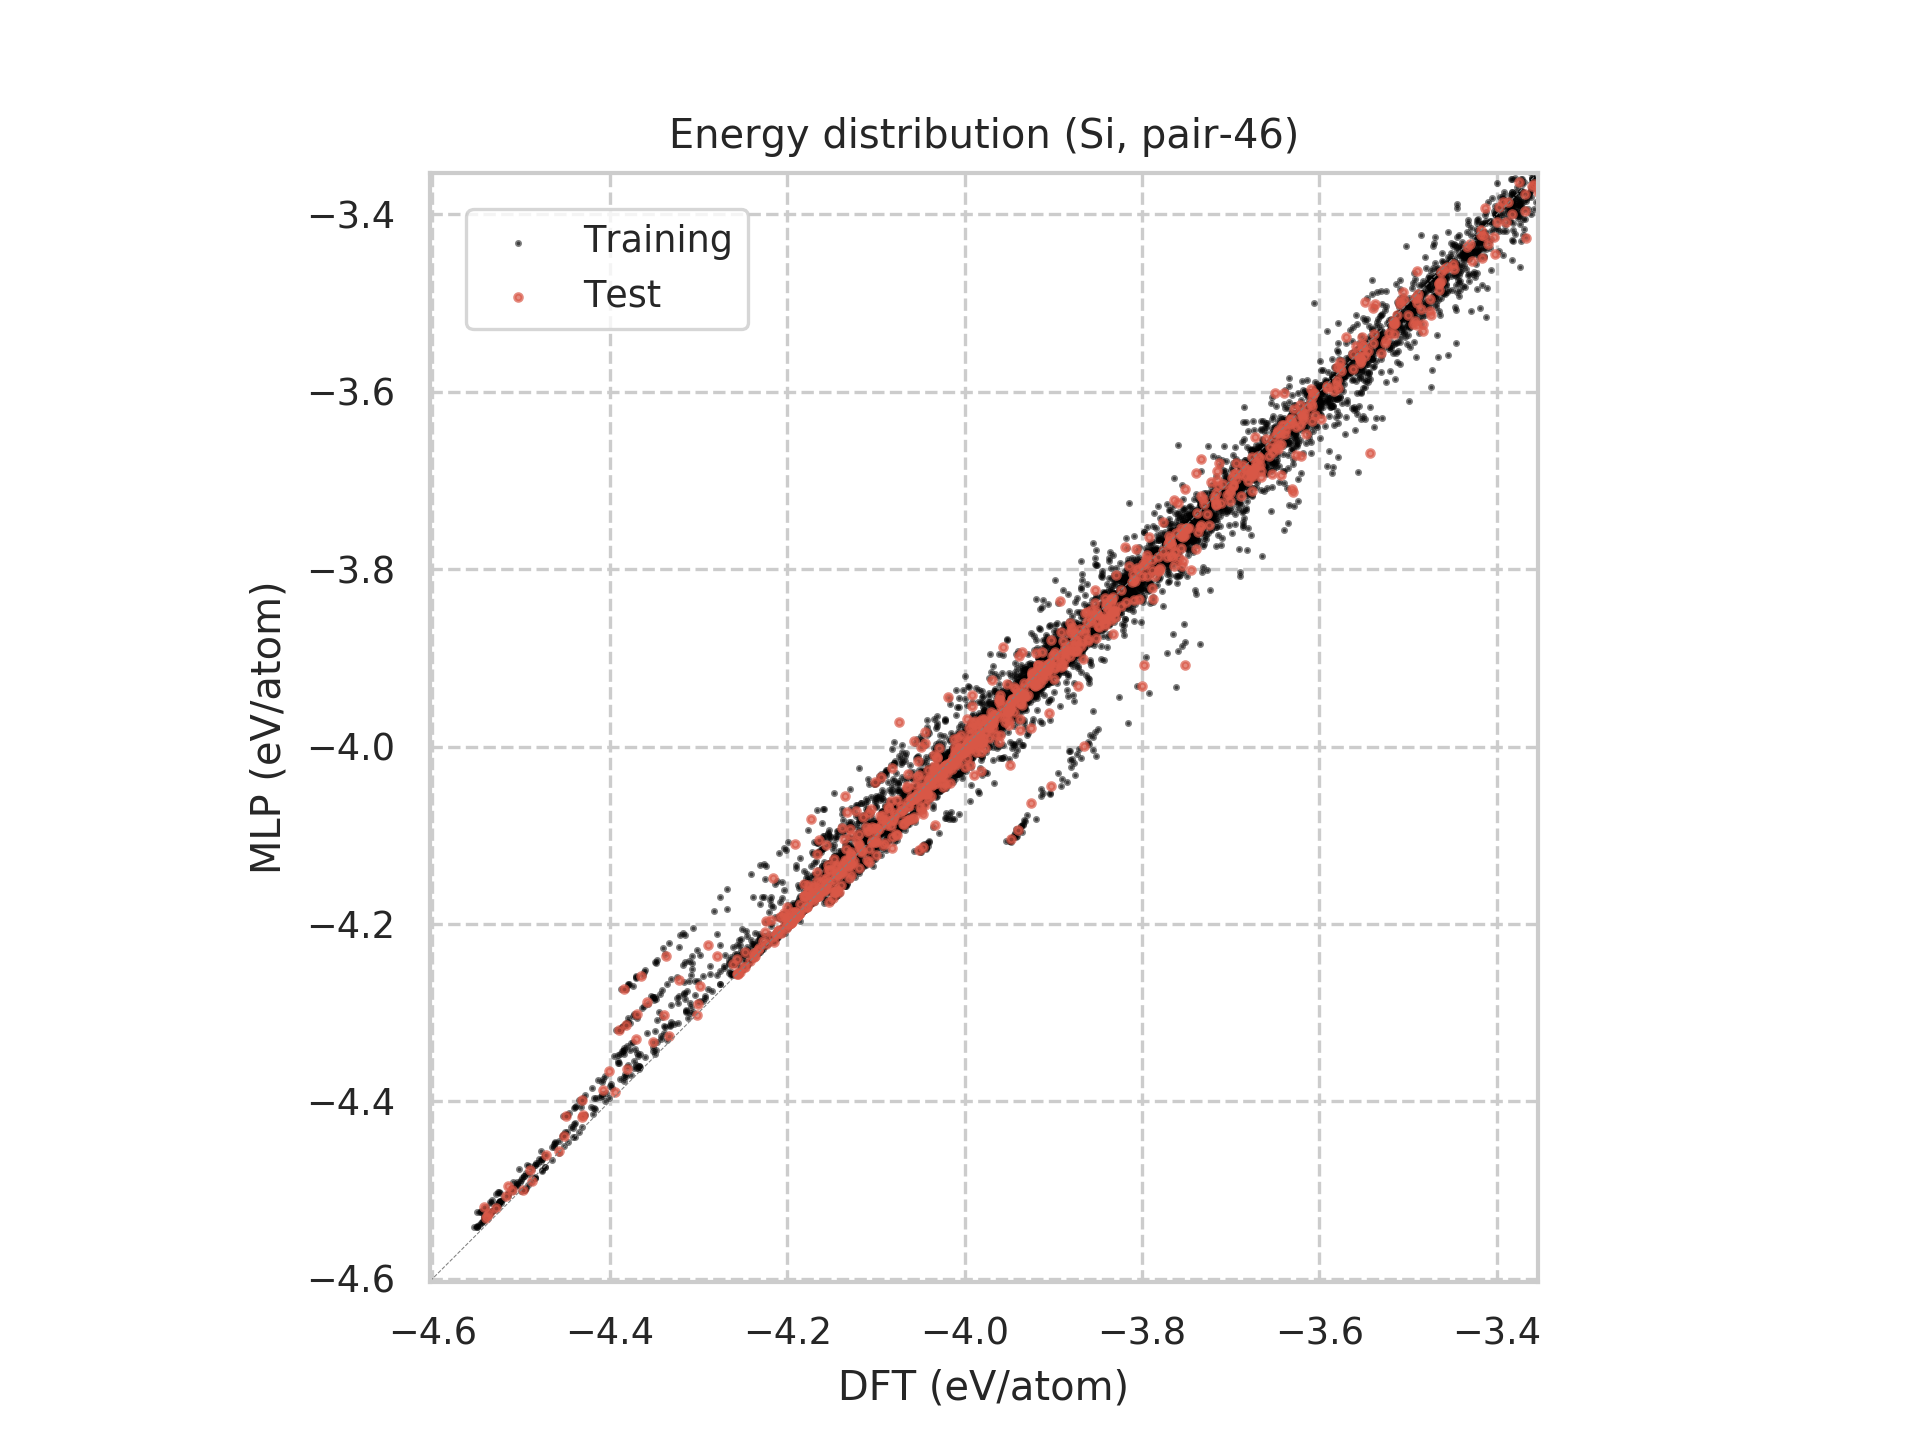 Energy distribution (Si, pair-46)
Training
Test
MLP (eV/atom)
−3.4
−3.6
−3.8
−4.0
−4.2
−4.4
−4.6
−4.6 −4.4 −4.2 −4.0 −3.8 −3.6 −3.4
DFT (eV/atom)